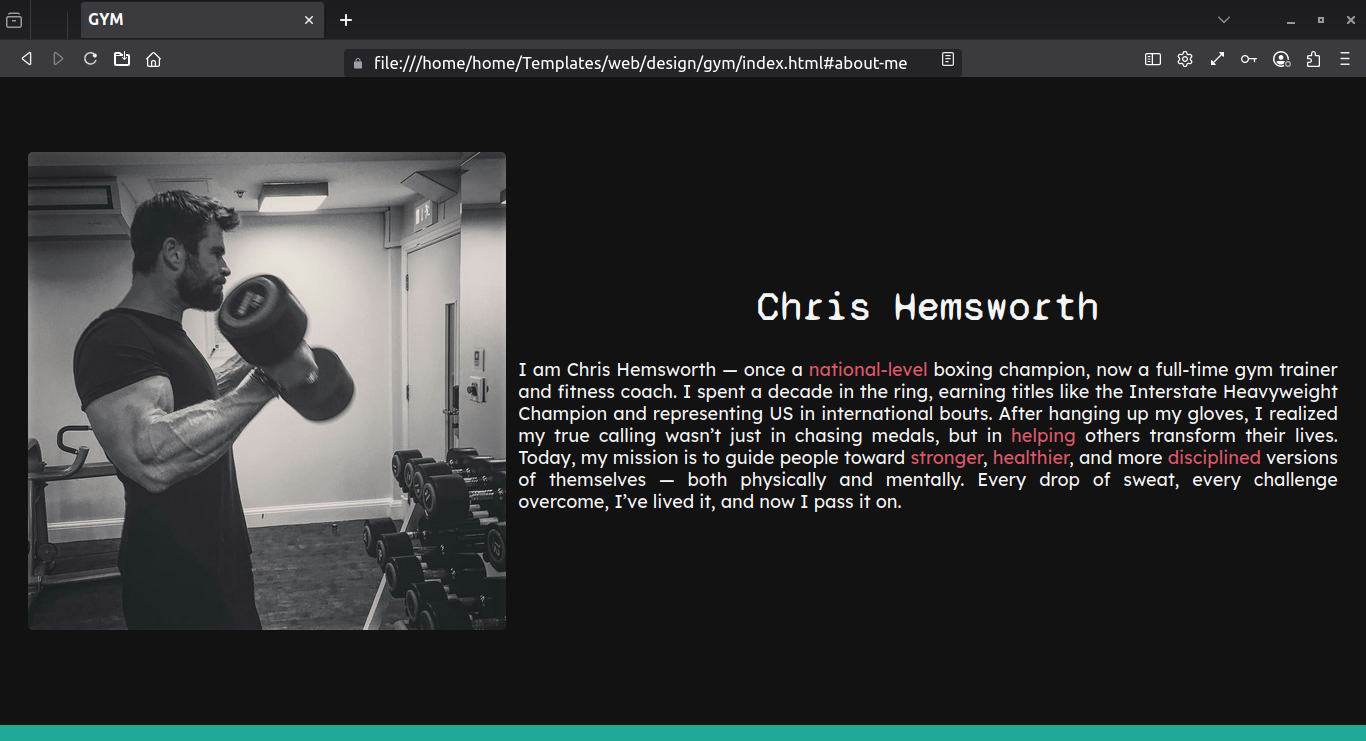 GYM
file:///home/home/Templates/web/design/gym/index.html#about-me
Chris Hemsworth
I am Chris Hemsworth — once a national-level boxing champion, now a full-time gym trainer
and fitness coach. I spent a decade in the ring, earning titles like the Interstate Heavyweight
Champion and representing US in international bouts. After hanging up my gloves, I realized
my true calling wasn’t just in chasing medals, but in helping others transform their lives.
Today, my mission is to guide people toward stronger, healthier, and more disciplined versions
of themselves — both physically and mentally. Every drop of sweat, every challenge
overcome, I’ve lived it, and now I pass it on.